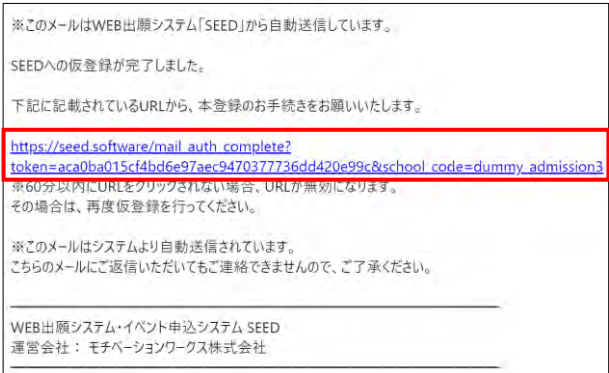 ※このメールはWEB出願システム「SEED」から自動送信しています。
SEEDへの仮登録が完了しました。
下記に記載されているURLから、本登録のお手続きをお願いいたします。
https://seed.software/mail_auth_complete?
token=aca0ba015cf4bd6e97aec9470377736dd420e99c&school_code=dummy_admission3
※60分以内にURLをクリックされない場合、URLが無効になります。
その場合は、再度仮登録を行ってください。
※このメールはシステムより自動送信されています。
こちらのメールにご返信いただいてもご連絡できませんので、ご了承ください。
WEB出願システム・イベント申込システム SEED
運営会社： モチベーションワークス株式会社